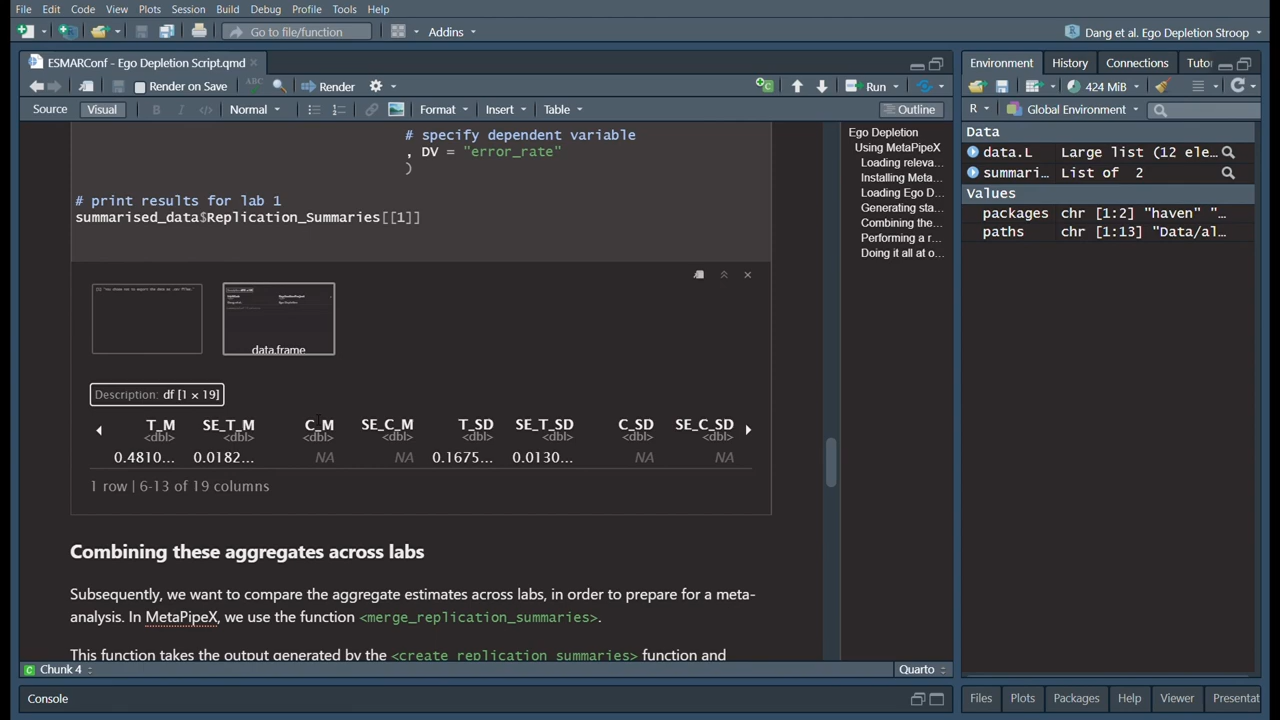 File Edit Code View Plots Session Build Debug Profile Tools Help
Go to file/function Addins Dang et al. Ego Depletion Stroop
ESMARConf - Ego Depletion Script.qmd
Render on Save ABC Render Run
Source Visual B I Normal Format Insert Table Outline
# specify dependent variable
, DV = "error_rate"
)
# print results for lab 1
summarised_data$Replication_Summaries[[1]]
data.frame
Description: df [1 × 19]
T_M SE_T_M C_M SE_C_M T_SD SE_T_SD C_SD SE_C_SD
<dbl> <dbl> <dbl> <dbl> <dbl> <dbl> <dbl> <dbl>
0.4810... 0.0182... NA NA 0.1675... 0.0130... NA NA
1 row | 6-13 of 19 columns
Combining these aggregates across labs
Subsequently, we want to compare the aggregate estimates across labs, in order to prepare for a meta-
analysis. In MetaPipeX, we use the function <merge_replication_summaries>.
This function takes the output generated by the <create_replication_summaries> function and
Chunk 4 Quarto
Console
Ego Depletion
Using MetaPipeX
Loading releva...
Installing Meta...
Loading Ego D...
Generating sta...
Combining the...
Performing a r...
Doing it all at o...
Environment History Connections Tuto
424 MiB
R Global Environment
Data
data.L Large list (12 ele...
summari... List of 2
Values
packages chr [1:2] "haven" "...
paths chr [1:13] "Data/al...
Files Plots Packages Help Viewer Presentat